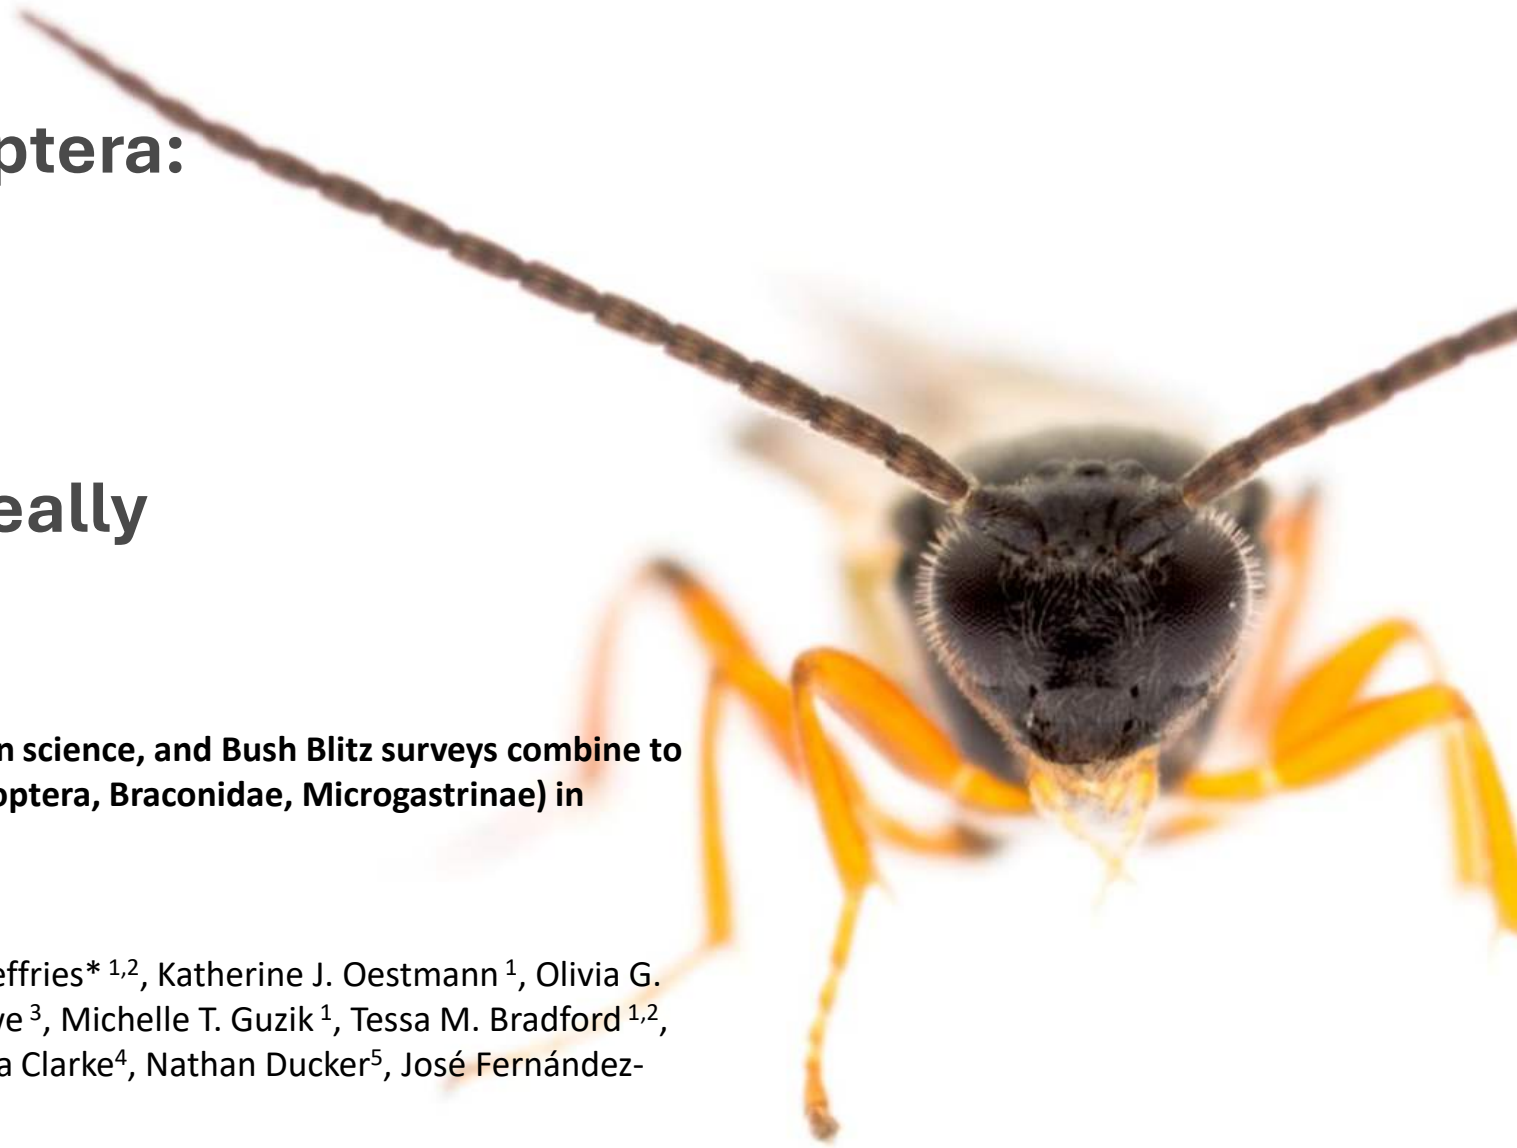 ptera:
eally
n science, and Bush Blitz surveys combine to
optera, Braconidae, Microgastrinae) in
effries* 1,2, Katherine J. Oestmann 1, Olivia G.
ve 3, Michelle T. Guzik 1, Tessa M. Bradford 1,2,
a Clarke4, Nathan Ducker5, José Fernández-